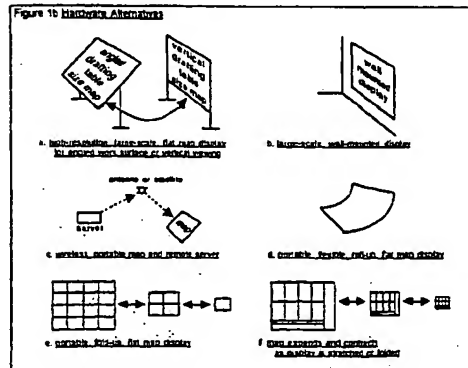 Figure 1b Hardware Alternatives
angled
drafting
table
size map
vertical
drafting
table
size map
wall
mounted
display
a. high-resolution, large-scale, flat map display
for angled work surface or vertical viewing
b. large-scale, wall-mounted display
antenna or satellite
server
map
c. wireless, portable map and remote server
d. portable, flexible, roll-up, flat map display
e. portable, fold-up, flat map display
f. map expands and contracts
as display is stretched or folded